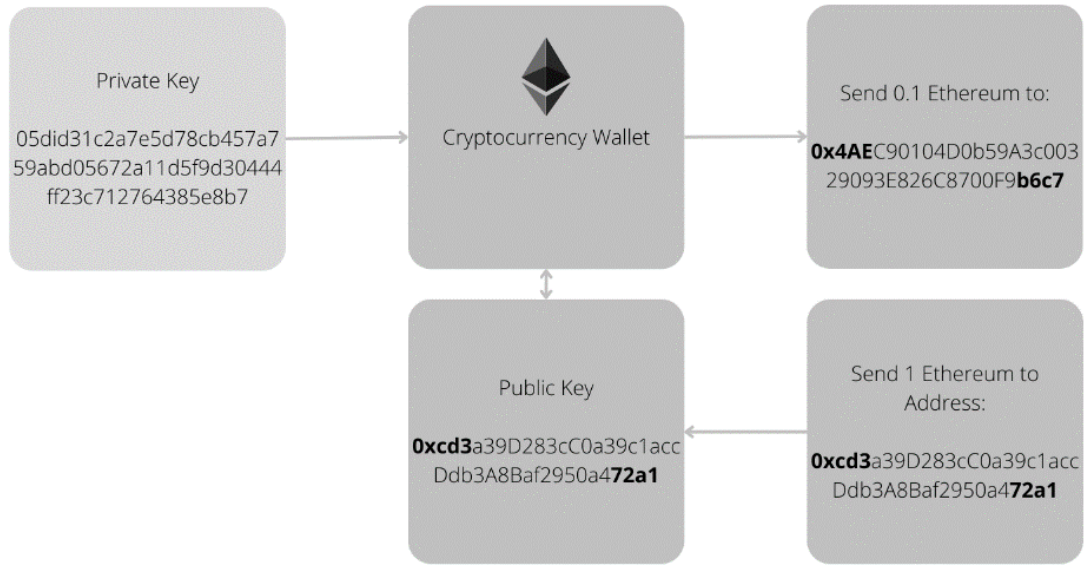 Private Key
05did31c2a7e5d78cb457a7
59abd05672a11d5f9d30444
ff23c712764385e8b7
Cryptocurrency Wallet
Send 0.1 Ethereum to:
0x4AEC90104D0b59A3c003
29093E826C8700F9b6c7
Public Key
0xcd3a39D283cC0a39c1acc
Ddb3A8Baf2950a472a1
Send 1 Ethereum to
Address:
0xcd3a39D283cC0a39c1acc
Ddb3A8Baf2950a472a1